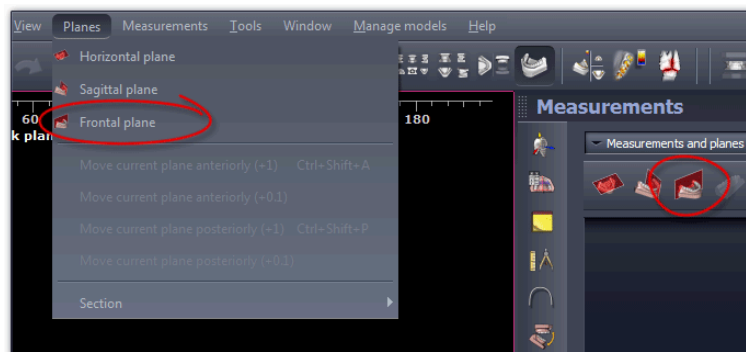 View Planes Measurements Tools Window Manage models Help
Horizontal plane
Sagittal plane
Frontal plane
Move current plane anteriorly (+1) Ctrl+Shift+A
Move current plane anteriorly (+0.1)
Move current plane posteriorly (+1) Ctrl+Shift+P
Move current plane posteriorly (+0.1)
Section
60
180
k plan
Measurements
Measurements and planes